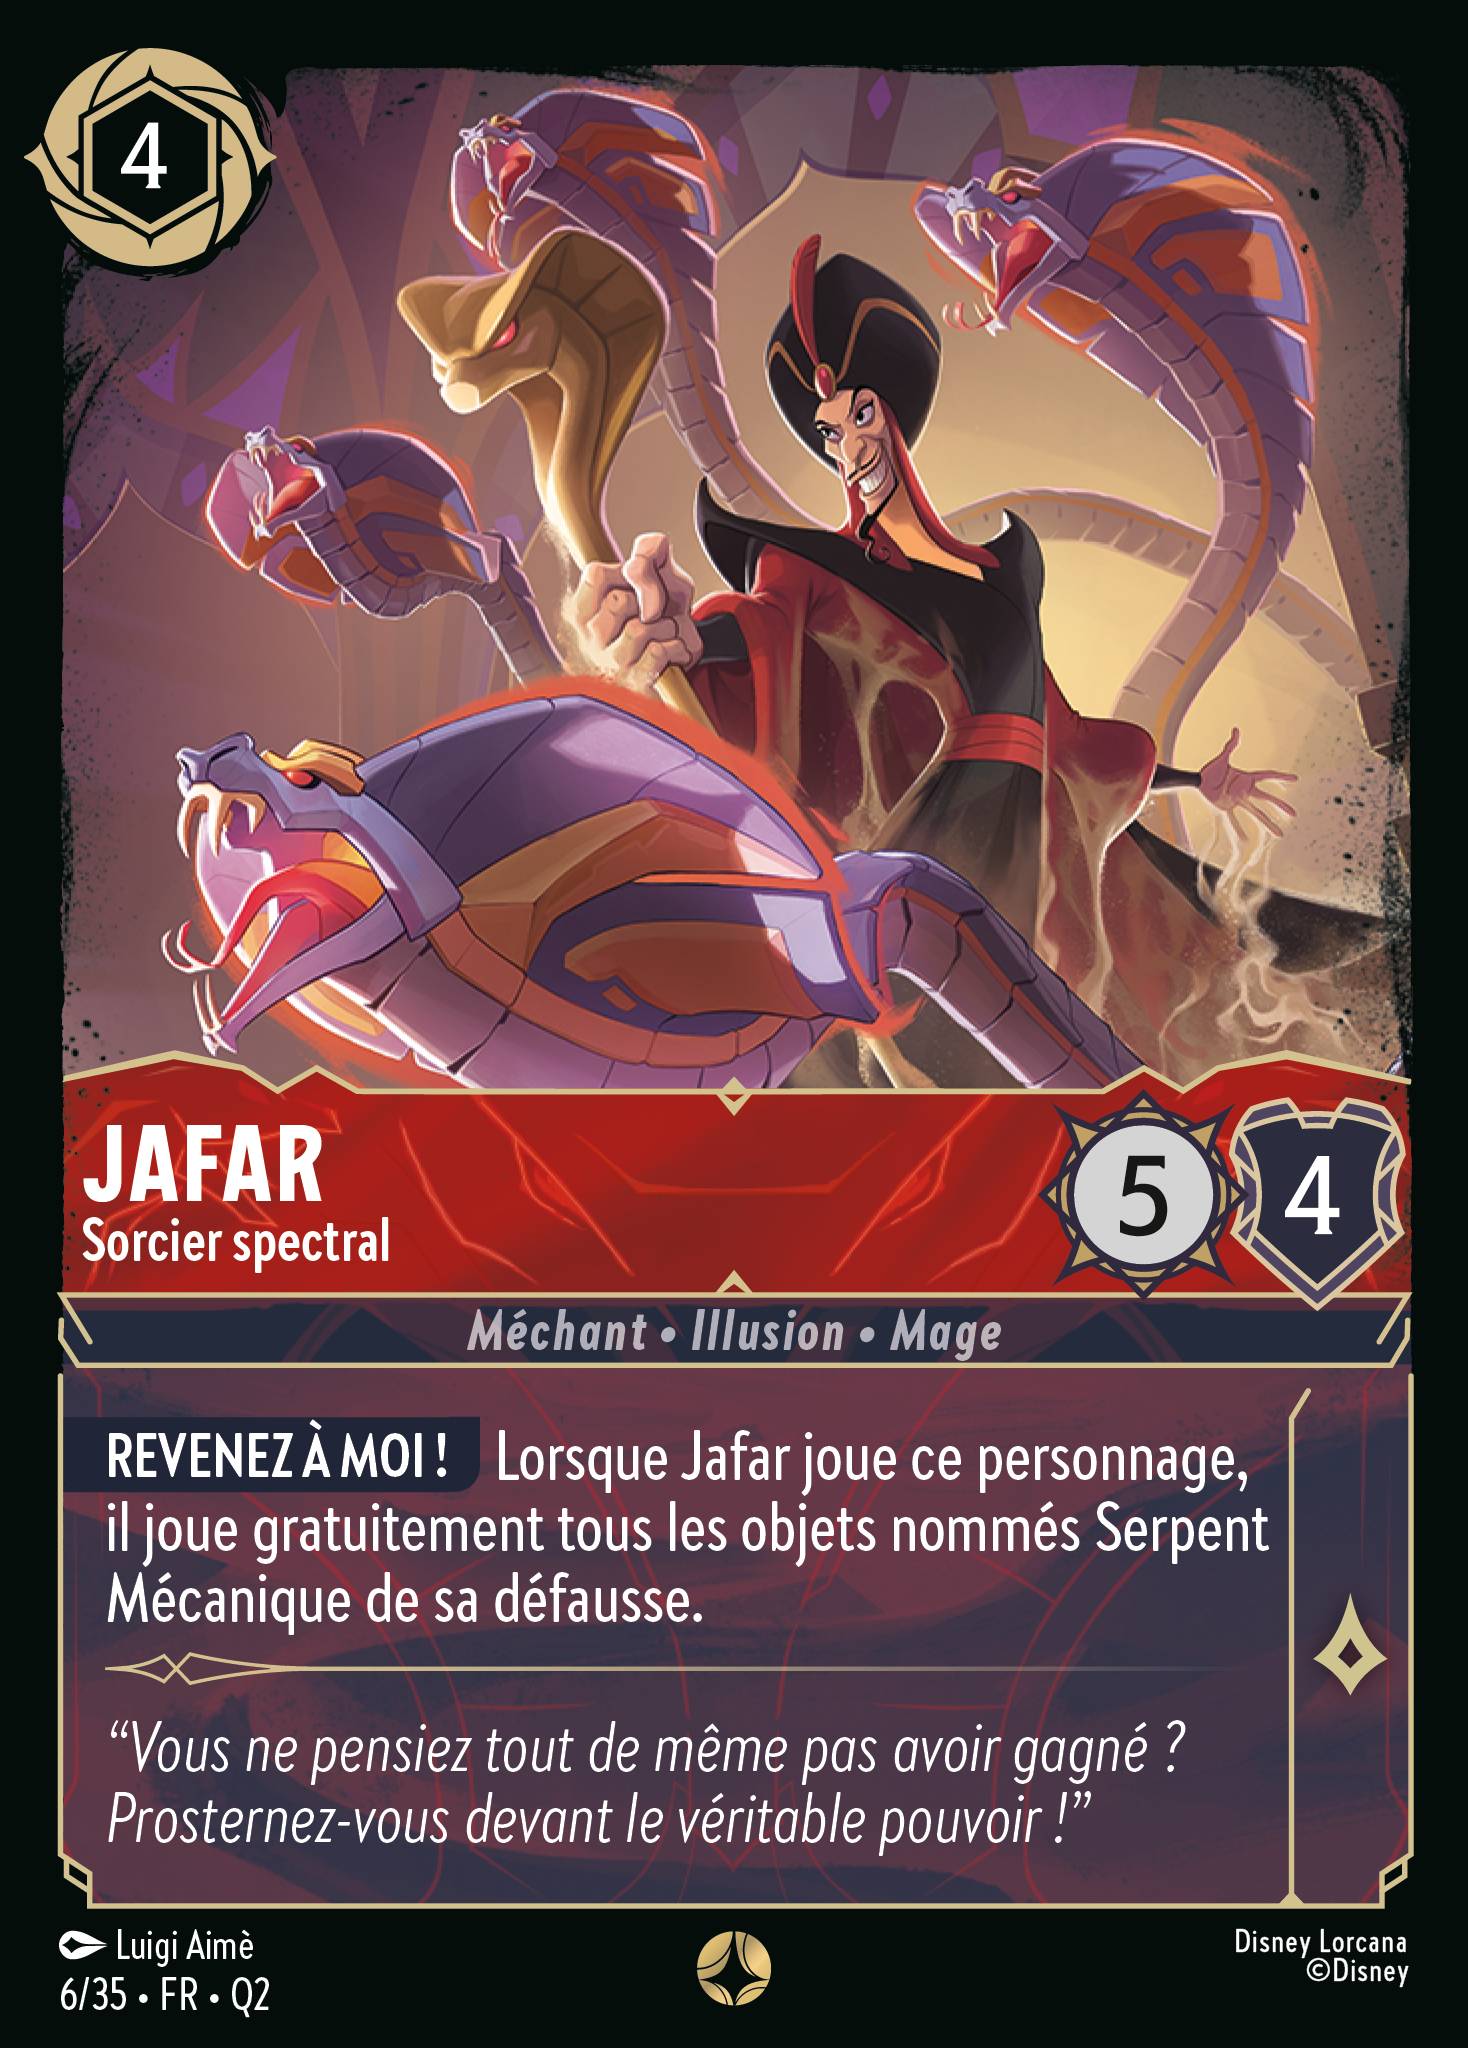 4
JAFAR
Sorcier spectral
5
4
Méchant • Illusion • Mage
REVENEZ À MOI ! Lorsque Jafar joue ce personnage,
il joue gratuitement tous les objets nommés Serpent
Mécanique de sa défausse.
“Vous ne pensiez tout de même pas avoir gagné ?
Prosternez-vous devant le véritable pouvoir !”
Luigi Aimè
6/35 • FR • Q2
Disney Lorcana
©Disney